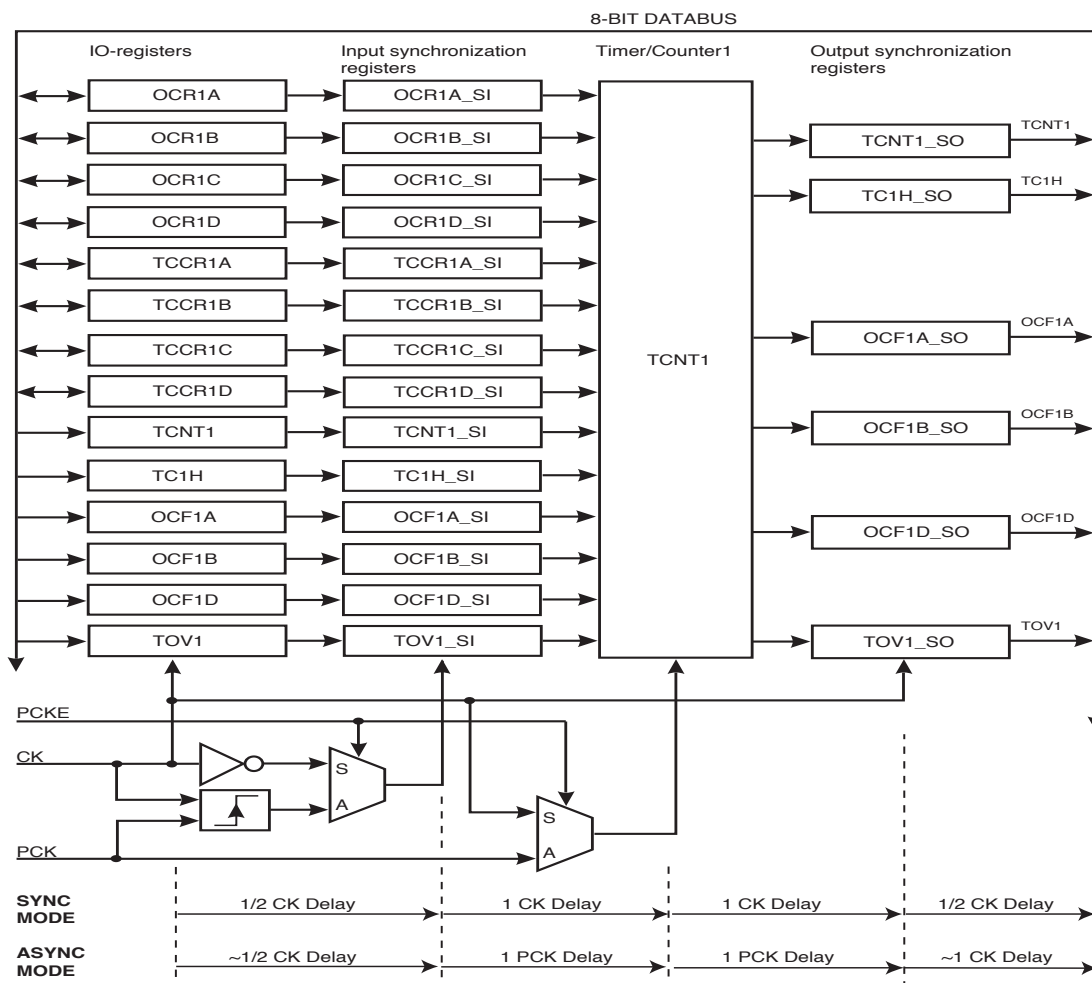 8-BIT DATABUS
IO-registers
Input synchronization
registers
Timer/Counter1
Output synchronization
registers
OCR1A
OCR1A_SI
OCR1B
OCR1B_SI
TCNT1_SO
TCNT1
OCR1C
OCR1C_SI
TC1H_SO
TC1H
OCR1D
OCR1D_SI
TCCR1A
TCCR1A_SI
TCCR1B
TCCR1B_SI
TCCR1C
TCCR1C_SI
TCNT1
OCF1A_SO
OCF1A
TCCR1D
TCCR1D_SI
TCNT1
TCNT1_SI
OCF1B_SO
OCF1B
TC1H
TC1H_SI
OCF1A
OCF1A_SI
OCF1D_SO
OCF1D
OCF1B
OCF1B_SI
OCF1D
OCF1D_SI
TOV1
TOV1_SI
TOV1_SO
TOV1
PCKE
CK
S
A
S
A
PCK
SYNC
MODE
1/2 CK Delay
1 CK Delay
1 CK Delay
1/2 CK Delay
ASYNC
MODE
~1/2 CK Delay
1 PCK Delay
1 PCK Delay
~1 CK Delay